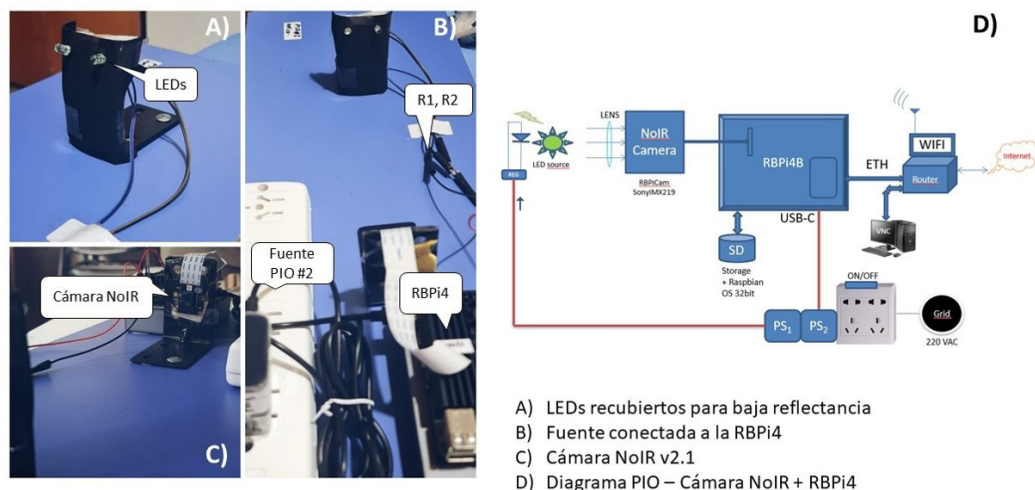 A)
LEDs
B)
R1, R2
Fuente
PIO #2
RBPi4
Cámara NoIR
C)
D)
LED source
REG
LENS
NoIR
Camera
RBPiCam
SonyIMX219
RBPi4B
USB-C
ETH
WIFI
Router
Internet
VNC
SD
Storage
+ Raspbian
OS 32bit
ON/OFF
PS1
PS2
Grid
220 VAC
A) LEDs recubiertos para baja reflectancia
B) Fuente conectada a la RBPi4
C) Cámara NoIR v2.1
D) Diagrama PIO – Cámara NoIR + RBPi4